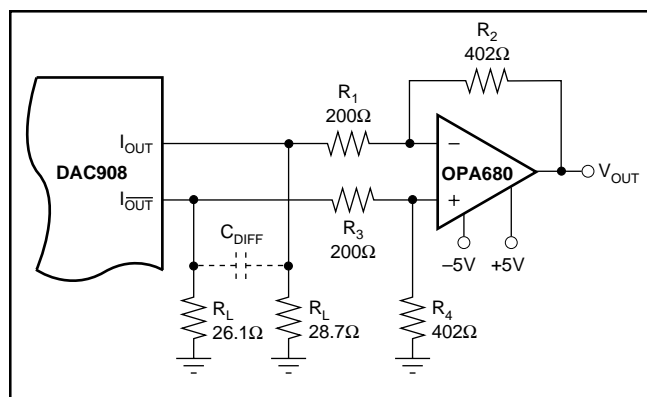 R2
402Ω
R1
200Ω
IOUT
–
DAC908
OPA680
VOUT
I̅O̅U̅T̅
+
CDIFF
R3
200Ω
–5V
+5V
RL
26.1Ω
RL
28.7Ω
R4
402Ω